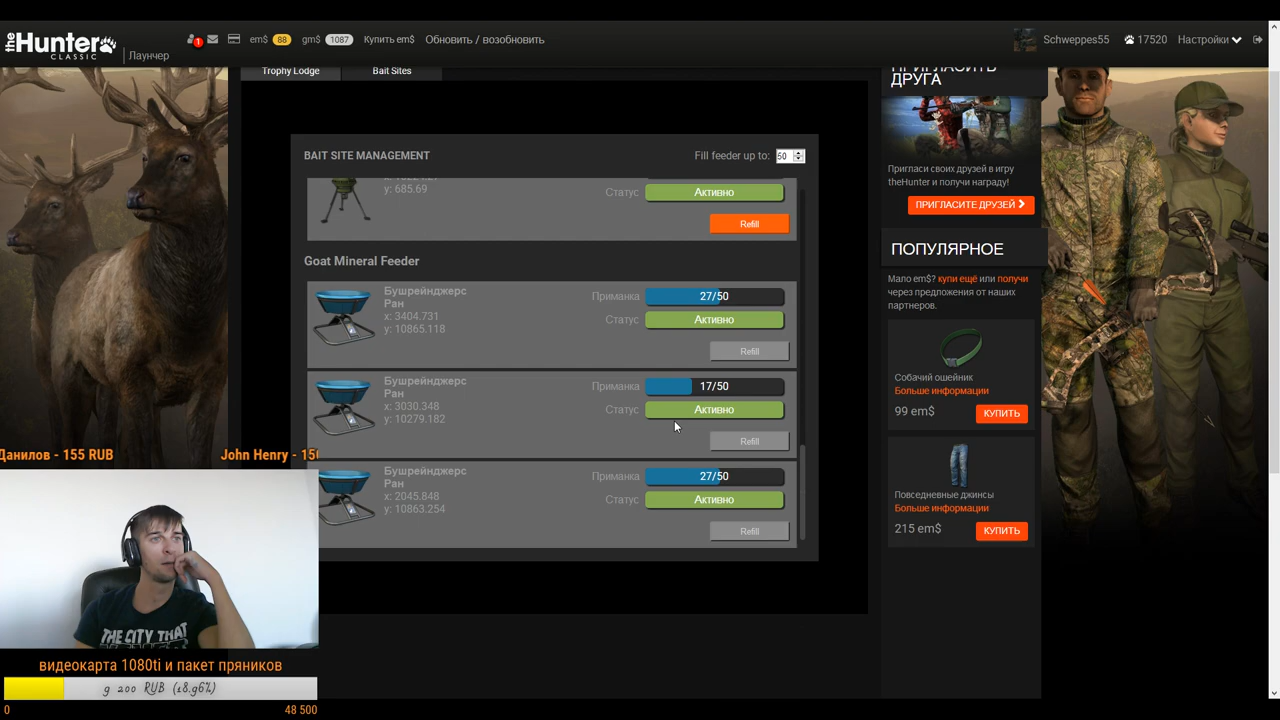 the Hunter
CLASSIC
Лаунчер
1
em$ 88
gm$ 1087
Купить em$
Обновить / возобновить
Schweppes55
17520
Настройки
Trophy Lodge
Bait Sites
BAIT SITE MANAGEMENT
Fill feeder up to: 50
y: 685.69
Статус Активно
Refill
Goat Mineral Feeder
Бушрейнджерс
Ран
x: 3404.731
y: 10865.118
Приманка 27/50
Статус Активно
Refill
Бушрейнджерс
Ран
x: 3030.348
y: 10279.182
Приманка 17/50
Статус Активно
Refill
Бушрейнджерс
Ран
x: 2045.848
y: 10863.254
Приманка 27/50
Статус Активно
Refill
ПРИГЛАСИТЬ
ДРУГА
Пригласи своих друзей в игру
theHunter и получи награду!
ПРИГЛАСИТЕ ДРУЗЕЙ
ПОПУЛЯРНОЕ
Мало em$? купи ещё или получи
через предложения от наших
партнеров.
Собачий ошейник
Больше информации
99 em$
КУПИТЬ
Повседневные джинсы
Больше информации
215 em$
КУПИТЬ
Данилов - 155 RUB
John Henry - 15
THE CITY THAT
видеокарта 1080ti и пакет пряников
9 200 RUB (18.96%)
0
48 500